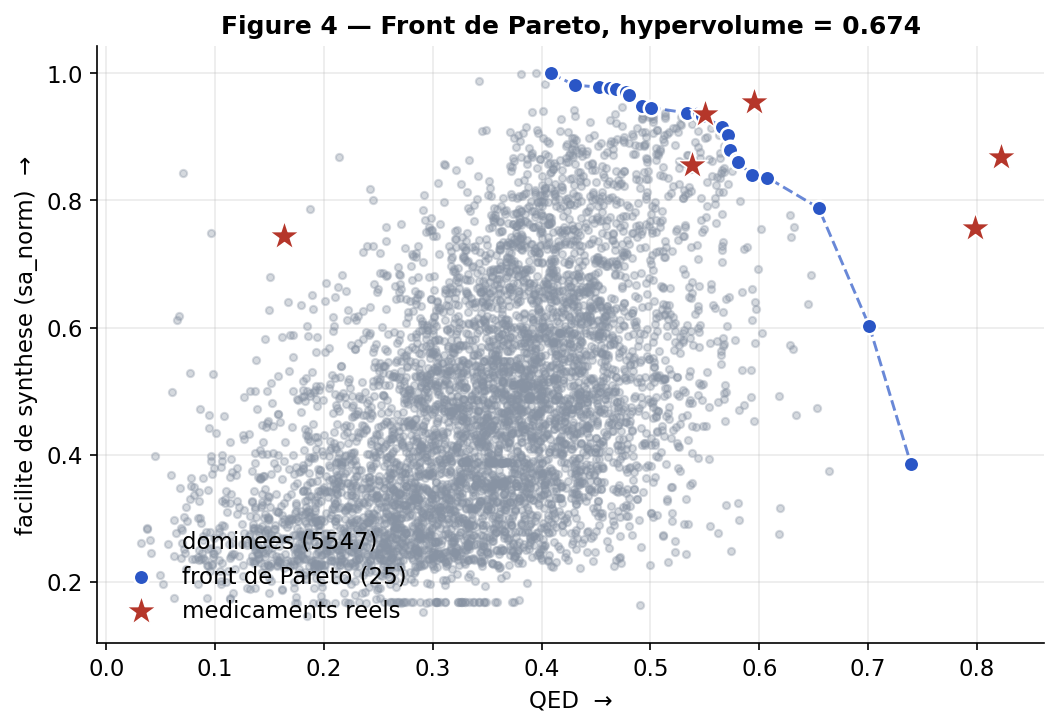 Figure 4 — Front de Pareto, hypervolume = 0.674
facilite de synthese (sa_norm) →
1.0
0.8
0.6
0.4
0.2
dominees (5547)
front de Pareto (25)
medicaments reels
0.0 0.1 0.2 0.3 0.4 0.5 0.6 0.7 0.8
QED →